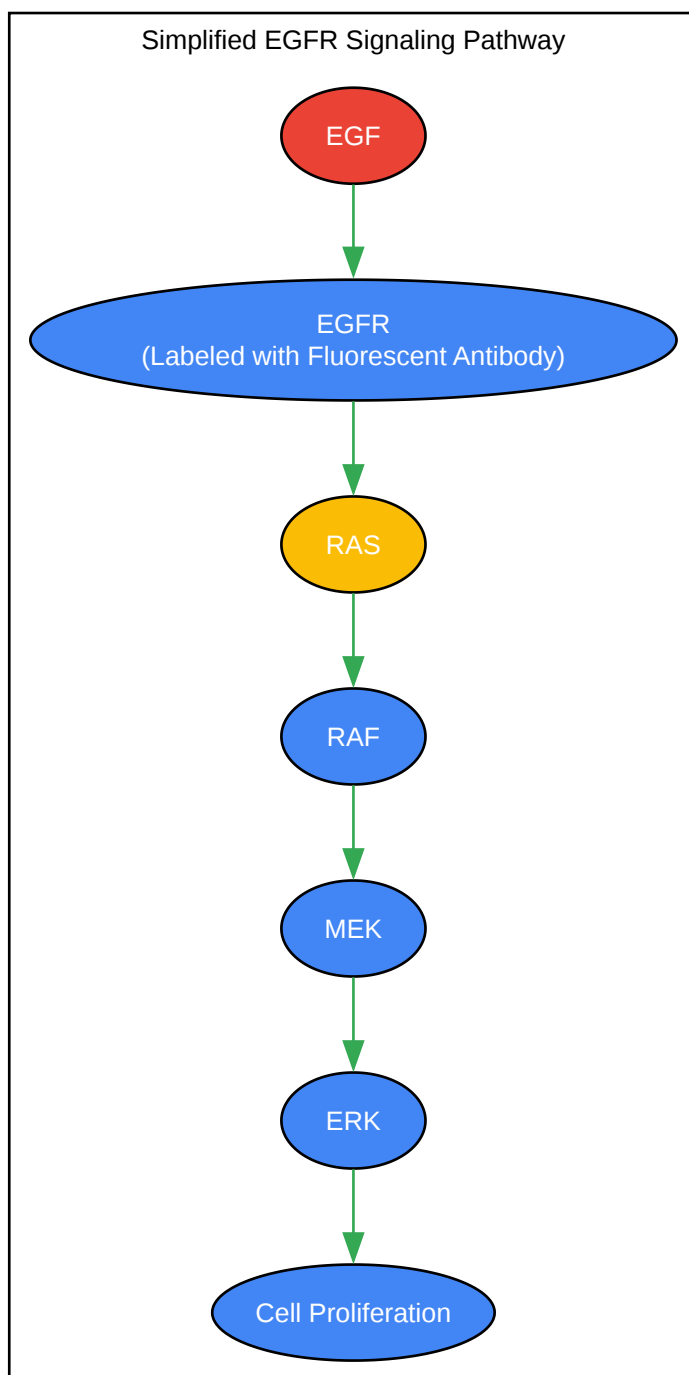 Simplified EGFR Signaling Pathway
EGF
EGFR
(Labeled with Fluorescent Antibody)
RAS
RAF
MEK
ERK
Cell Proliferation